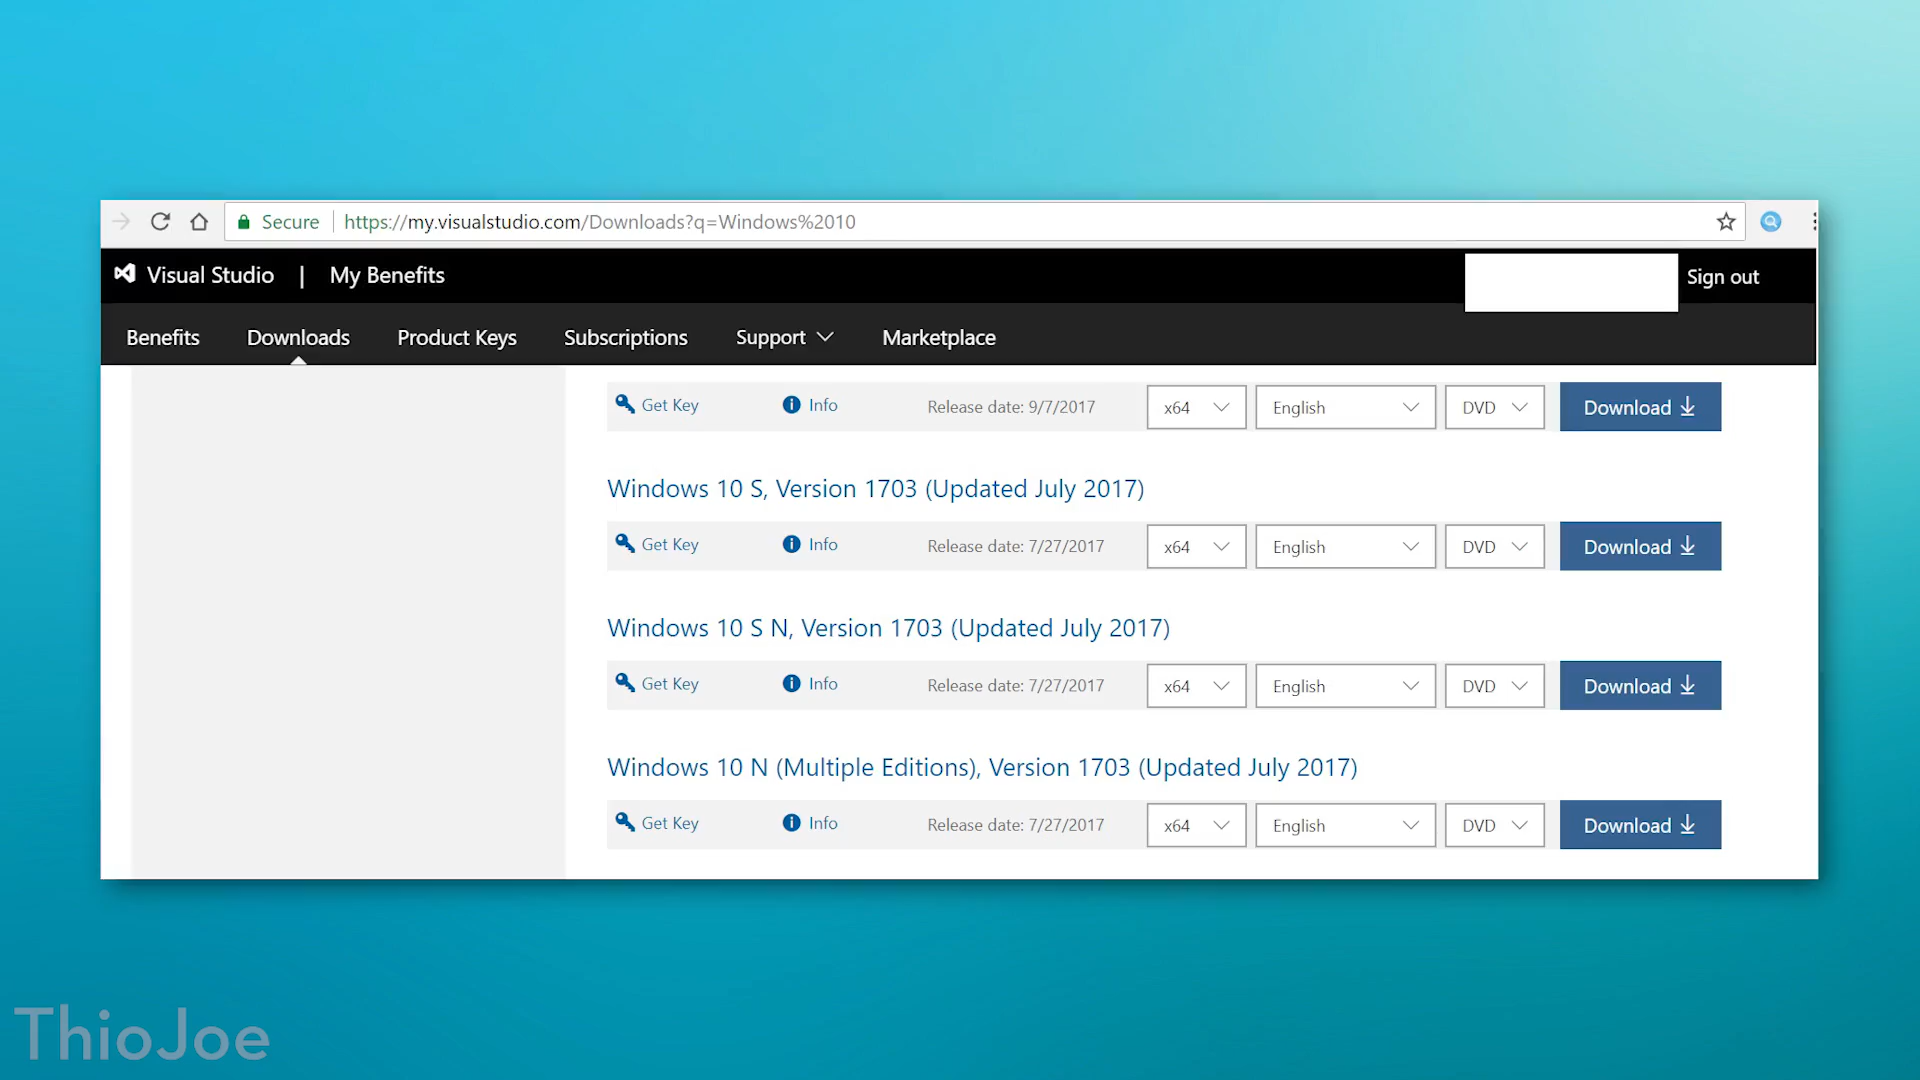 Secure https://my.visualstudio.com/Downloads?q=Windows%2010
Visual Studio | My Benefits Sign out
Benefits Downloads Product Keys Subscriptions Support Marketplace
Get Key Info Release date: 9/7/2017 x64 English DVD Download
Windows 10 S, Version 1703 (Updated July 2017)
Get Key Info Release date: 7/27/2017 x64 English DVD Download
Windows 10 S N, Version 1703 (Updated July 2017)
Get Key Info Release date: 7/27/2017 x64 English DVD Download
Windows 10 N (Multiple Editions), Version 1703 (Updated July 2017)
Get Key Info Release date: 7/27/2017 x64 English DVD Download
ThioJoe